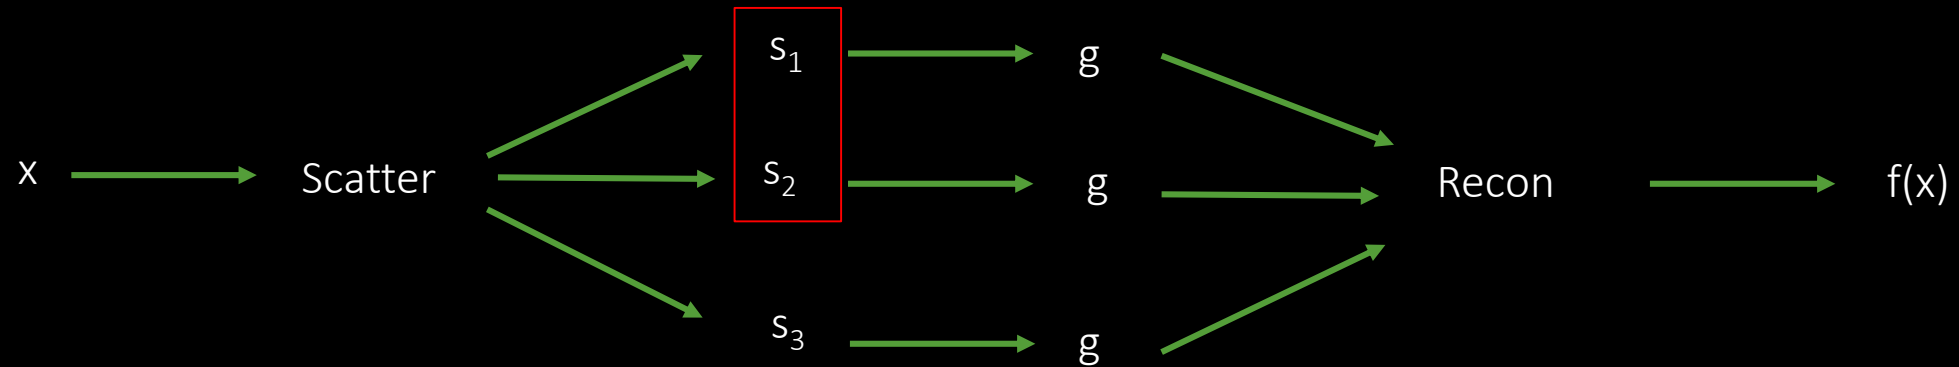 s₁ g
x Scatter s₂ g Recon f(x)
s₃ g